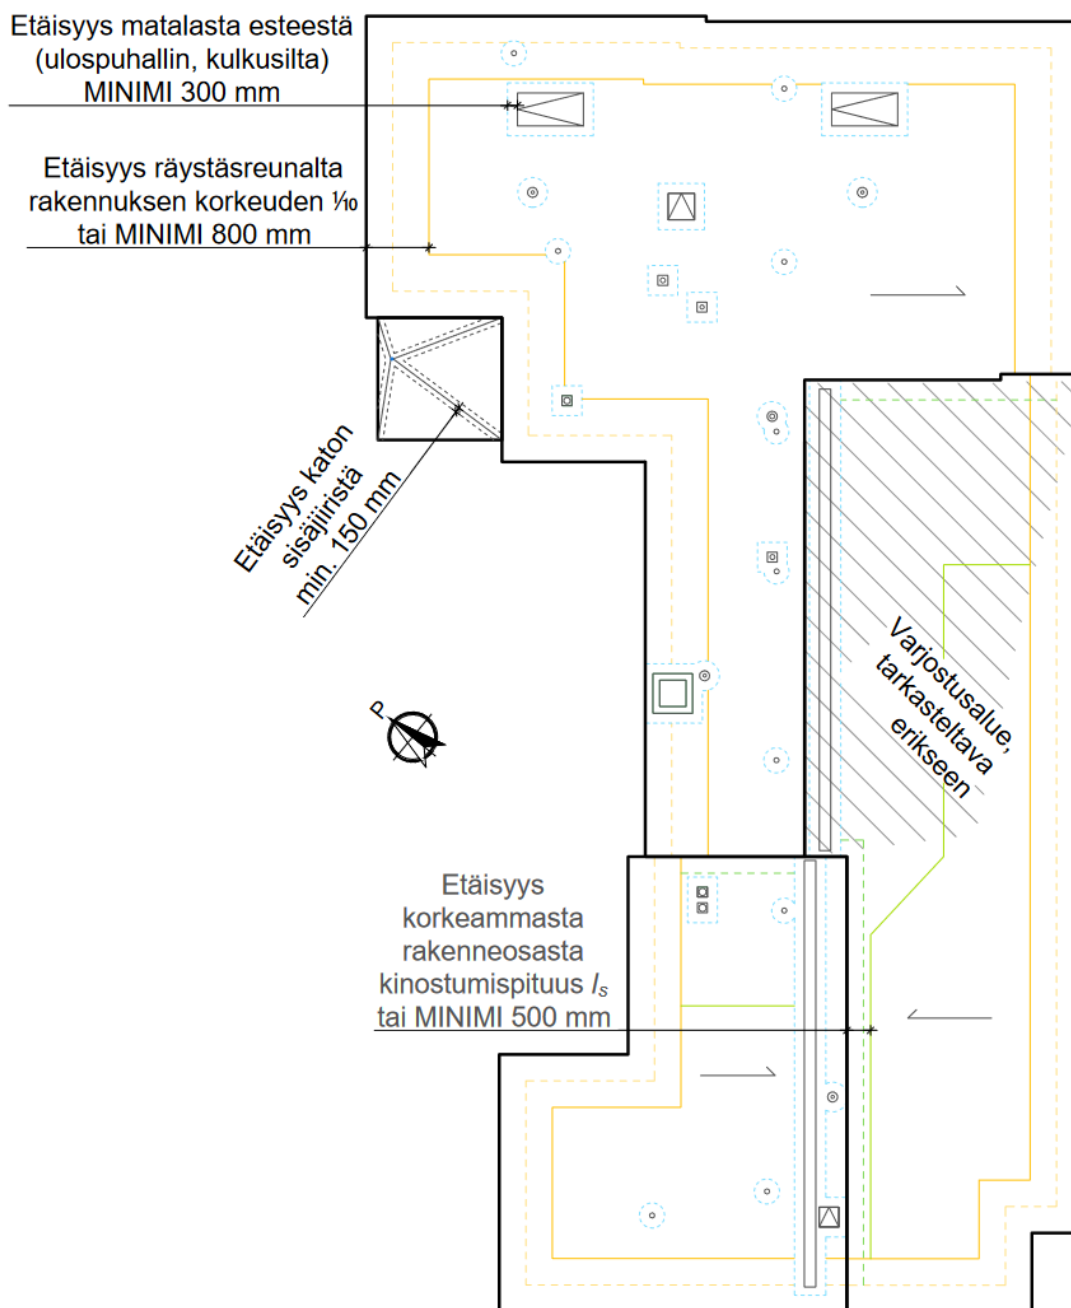 Etäisyys matalasta esteestä
(ulospuhallin, kulkusilta)
MINIMI 300 mm
Etäisyys räystäsreunalta
rakennuksen korkeuden ⅒
tai MINIMI 800 mm
Etäisyys katon
sisäjiiristä
min. 150 mm
P
Varjostusalue,
tarkasteltava
erikseen
Etäisyys
korkeammasta
rakenneosasta
kinostumispituus lₛ
tai MINIMI 500 mm